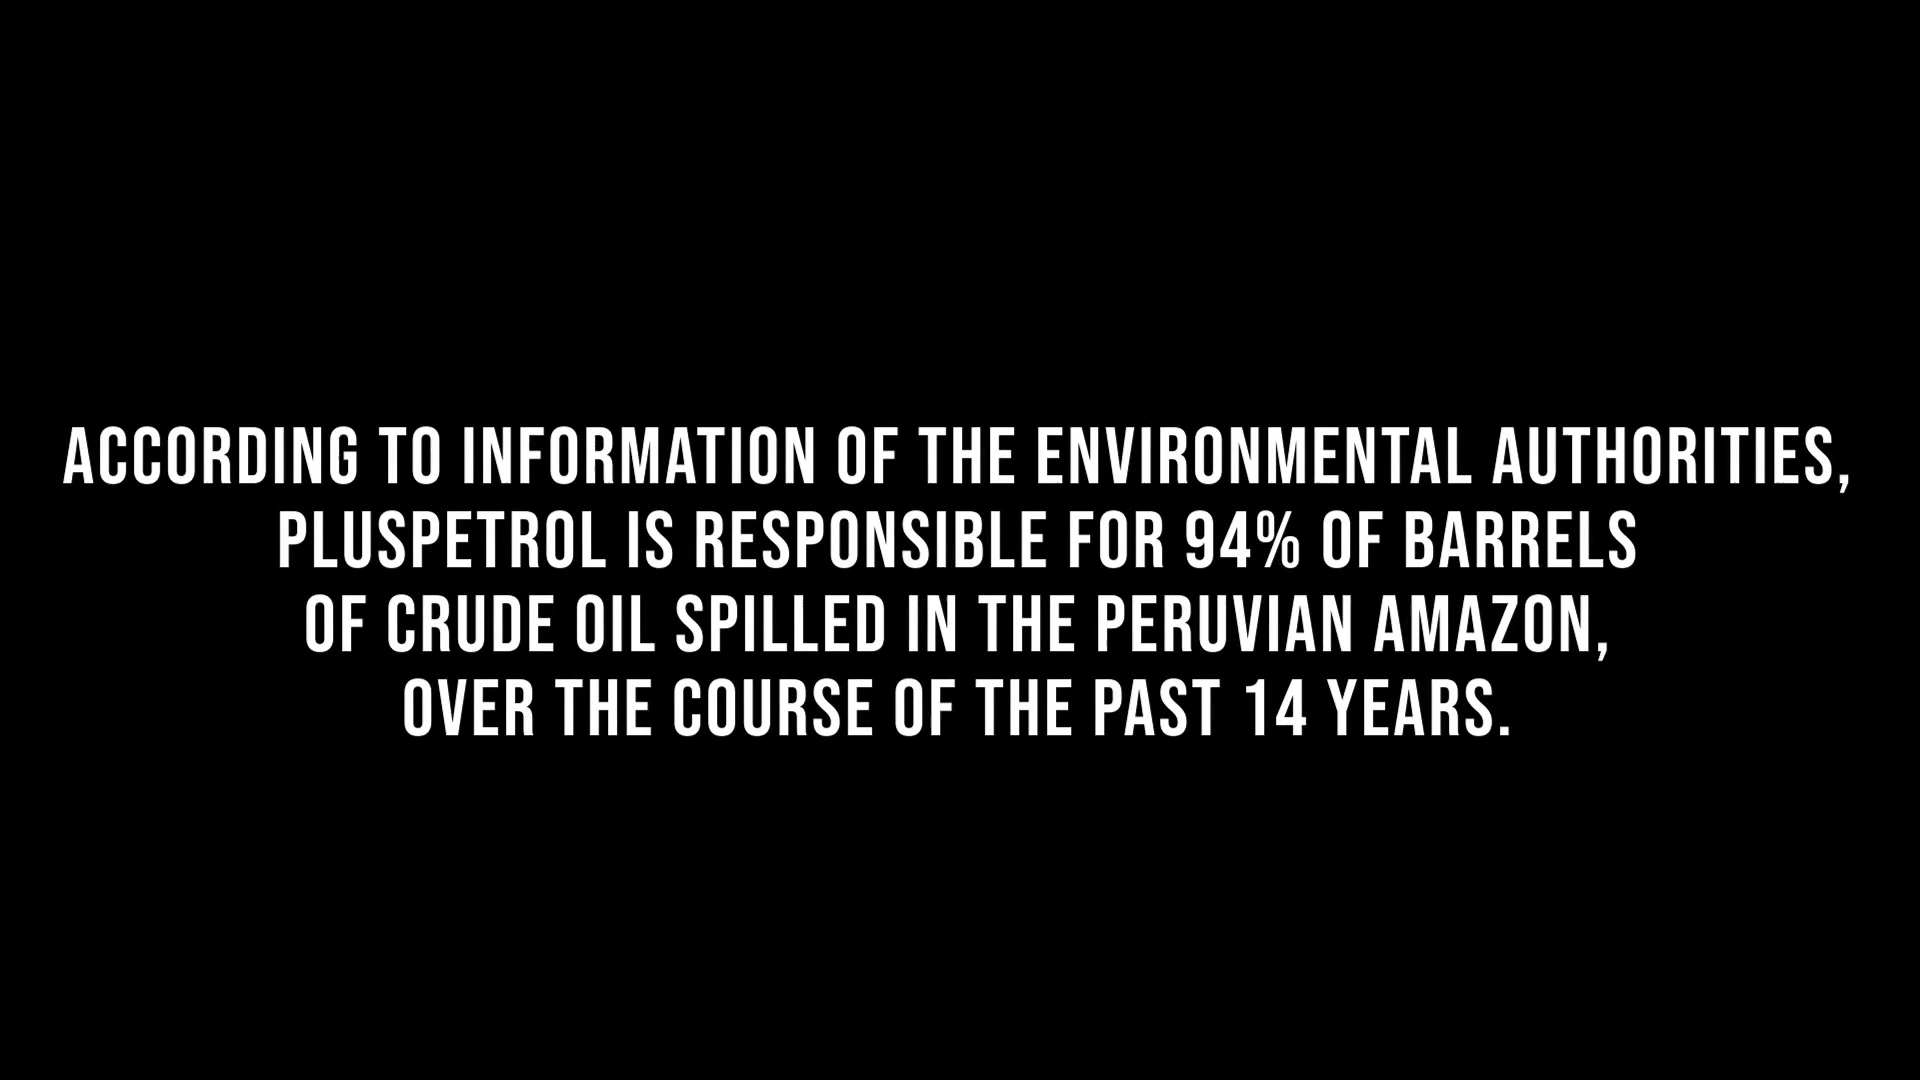 ACCORDING TO INFORMATION OF THE ENVIRONMENTAL AUTHORITIES,
PLUSPETROL IS RESPONSIBLE FOR 94% OF BARRELS
OF CRUDE OIL SPILLED IN THE PERUVIAN AMAZON,
OVER THE COURSE OF THE PAST 14 YEARS.